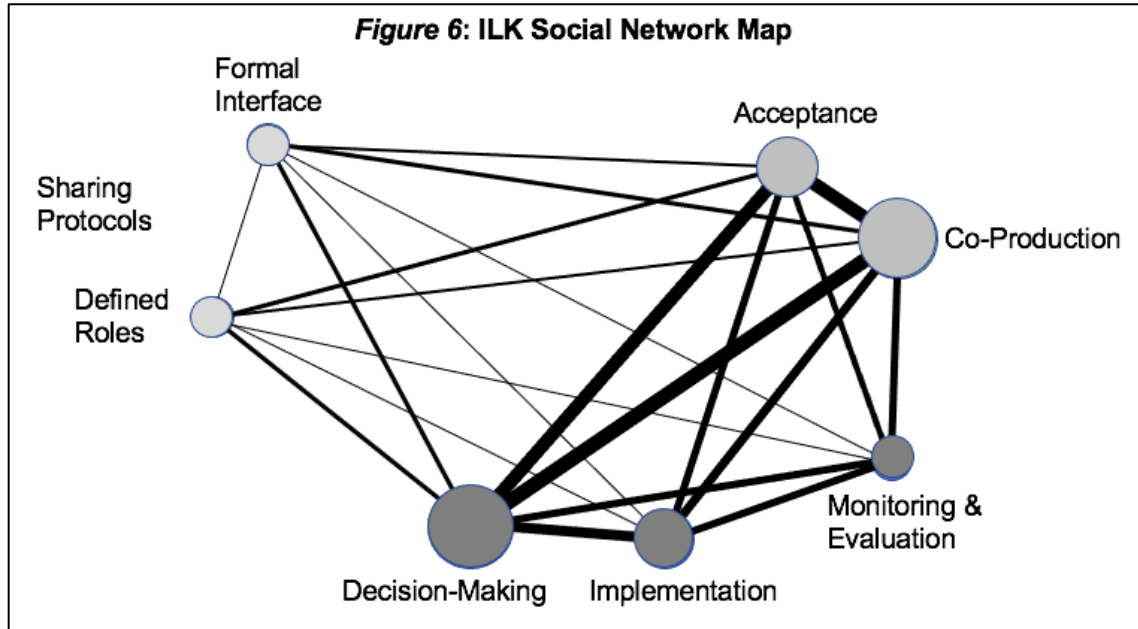 Figure 6: ILK Social Network Map
Formal
Interface
Acceptance
Sharing
Protocols
Co-Production
Defined
Roles
Monitoring &
Evaluation
Decision-Making
Implementation